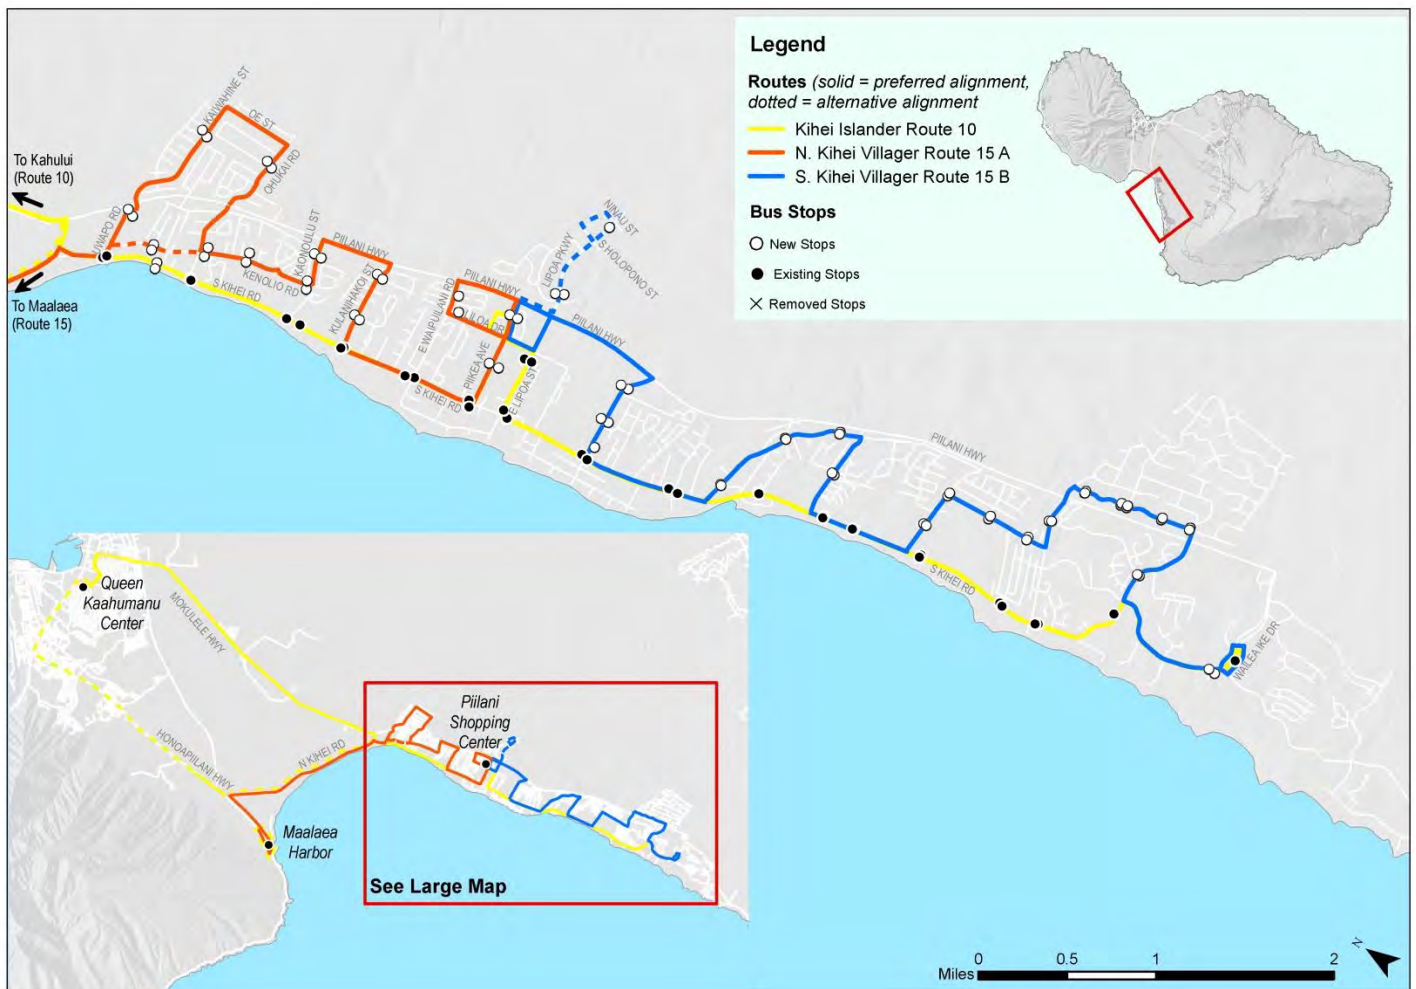 Legend
Routes (solid = preferred alignment,
dotted = alternative alignment
Kihei Islander Route 10
N. Kihei Villager Route 15 A
S. Kihei Villager Route 15 B
Bus Stops
New Stops
Existing Stops
Removed Stops
To Kahului
(Route 10)
To Maalaea
(Route 15)
KAIWAHINE ST
OE ST
OHUKAI RD
UWAPO RD
KAONOULU ST
PIILANI HWY
KENOLIO RD
S KIHEI RD
KULANIHAKOI ST
E WAIPUILANI RD
PIILANI HWY
LILOA DR
PIIKEA AVE
S KIHEI RD
E LIPOA ST
LIPOA PKWY
NINAU ST
S HOLOPONO ST
PIILANI HWY
PIILANI HWY
S KIHEI RD
WAILEA IKE DR
Queen
Kaahumanu
Center
MOKULELE HWY
HONOAPIILANI HWY
N KIHEI RD
Maalaea
Harbor
Piilani
Shopping
Center
See Large Map
N
0 0.5 1 2
Miles